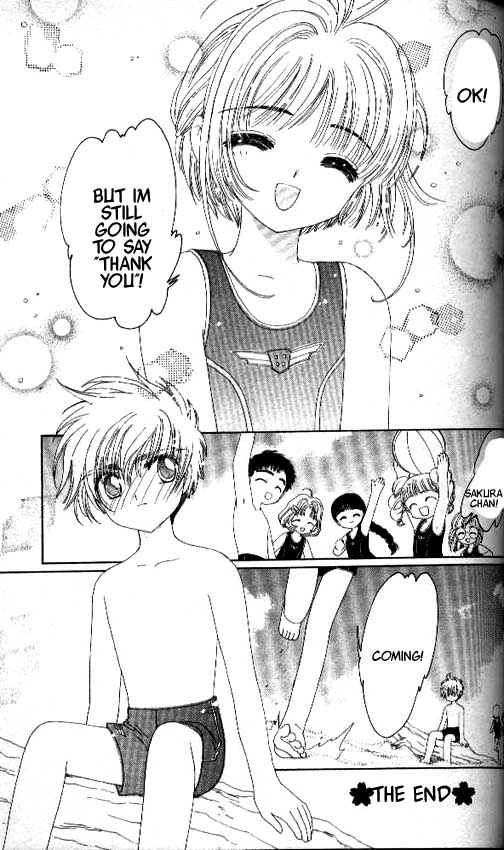 OK!
BUT IM
STILL
GOING
TO SAY
"THANK
YOU"!
SAKURA
CHAN!
COMING!
THE END